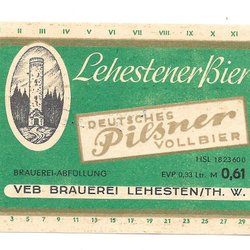 II III IV V VI VII VIII IX X XI
Lehestener Bier
DEUTSCHES
Pilsner
VOLLBIER
HSL 1823600
BRAUEREI-ABFÜLLUNG EVP 0,33 Ltr. M 0,61
VEB BRAUEREI LEHESTEN/TH. W.
3 5 7 9 11 13 15 17 19 21 23 25 27 29